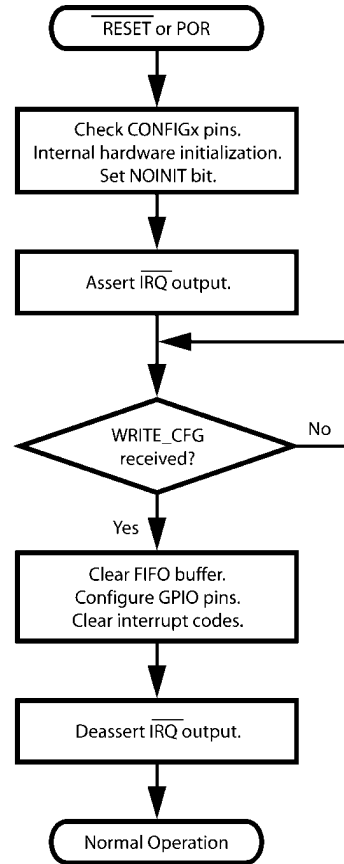 RESET or POR
Check CONFIGx pins.
Internal hardware initialization.
Set NOINIT bit.
Assert IRQ output.
WRITE_CFG
received?
No
Yes
Clear FIFO buffer.
Configure GPIO pins.
Clear interrupt codes.
Deassert IRQ output.
Normal Operation